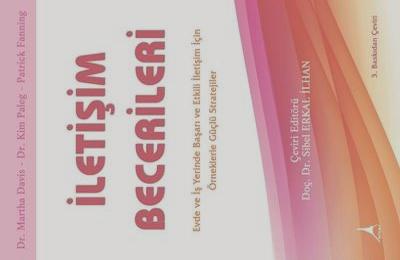 Dr. Martha Davis - Dr. Kim Paleg - Patrick Fanning
İLETİŞİM
BECERİLERİ
Evde ve İş Yerinde Başarı ve Etkili İletişim İçin
Örneklerle Güçlü Stratejiler
Çeviri Editörü
Doç. Dr. Sibel ERKAL İLHAN
3. Baskıdan Çeviri